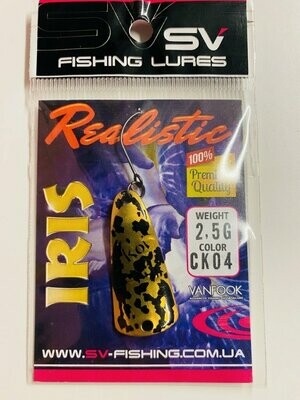 SV
FISHING LURES
Realistic
100%
Premium
Quality
IRIS
WEIGHT
2,5G
COLOR
CK04
VANFOOK
WWW.SV-FISHING.COM.UA